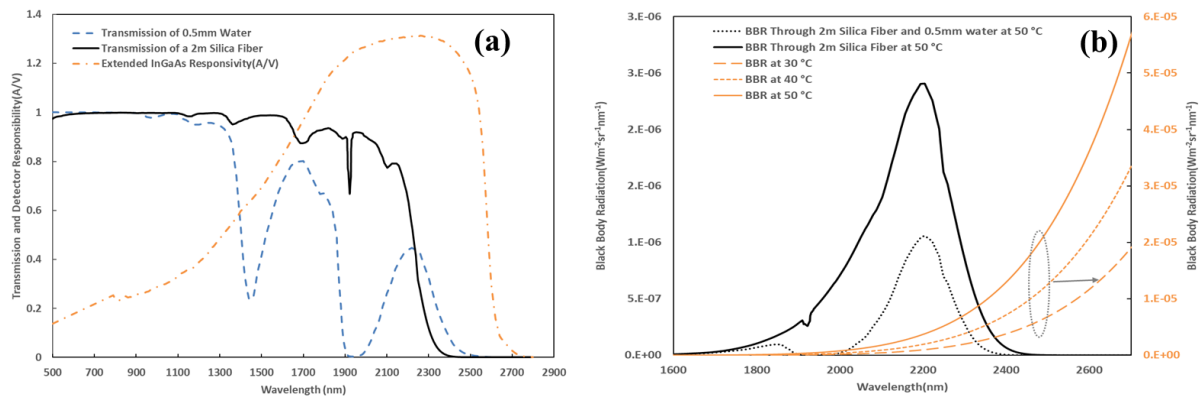 (a)
Transmission of 0.5mm Water
Transmission of a 2m Silica Fiber
Extended InGaAs Responsivity(A/V)
Transmission and Detector Responsibility(A/V)
1.4
1.2
1
0.8
0.6
0.4
0.2
0
500 700 900 1100 1300 1500 1700 1900 2100 2300 2500 2700 2900
Wavelength (nm)
(b)
BBR Through 2m Silica Fiber and 0.5mm water at 50 °C
BBR Through 2m Silica Fiber at 50 °C
BBR at 30 °C
BBR at 40 °C
BBR at 50 °C
Black Body Radiation(Wm-2sr-1nm-1)
3.E-06
3.E-06
2.E-06
2.E-06
1.E-06
5.E-07
0.E+00
1600 1800 2000 2200 2400 2600
Wavelength(nm)
6.E-05
5.E-05
4.E-05
3.E-05
2.E-05
1.E-05
0.E+00
Black Body Radiation(Wm-2sr-1nm-1)